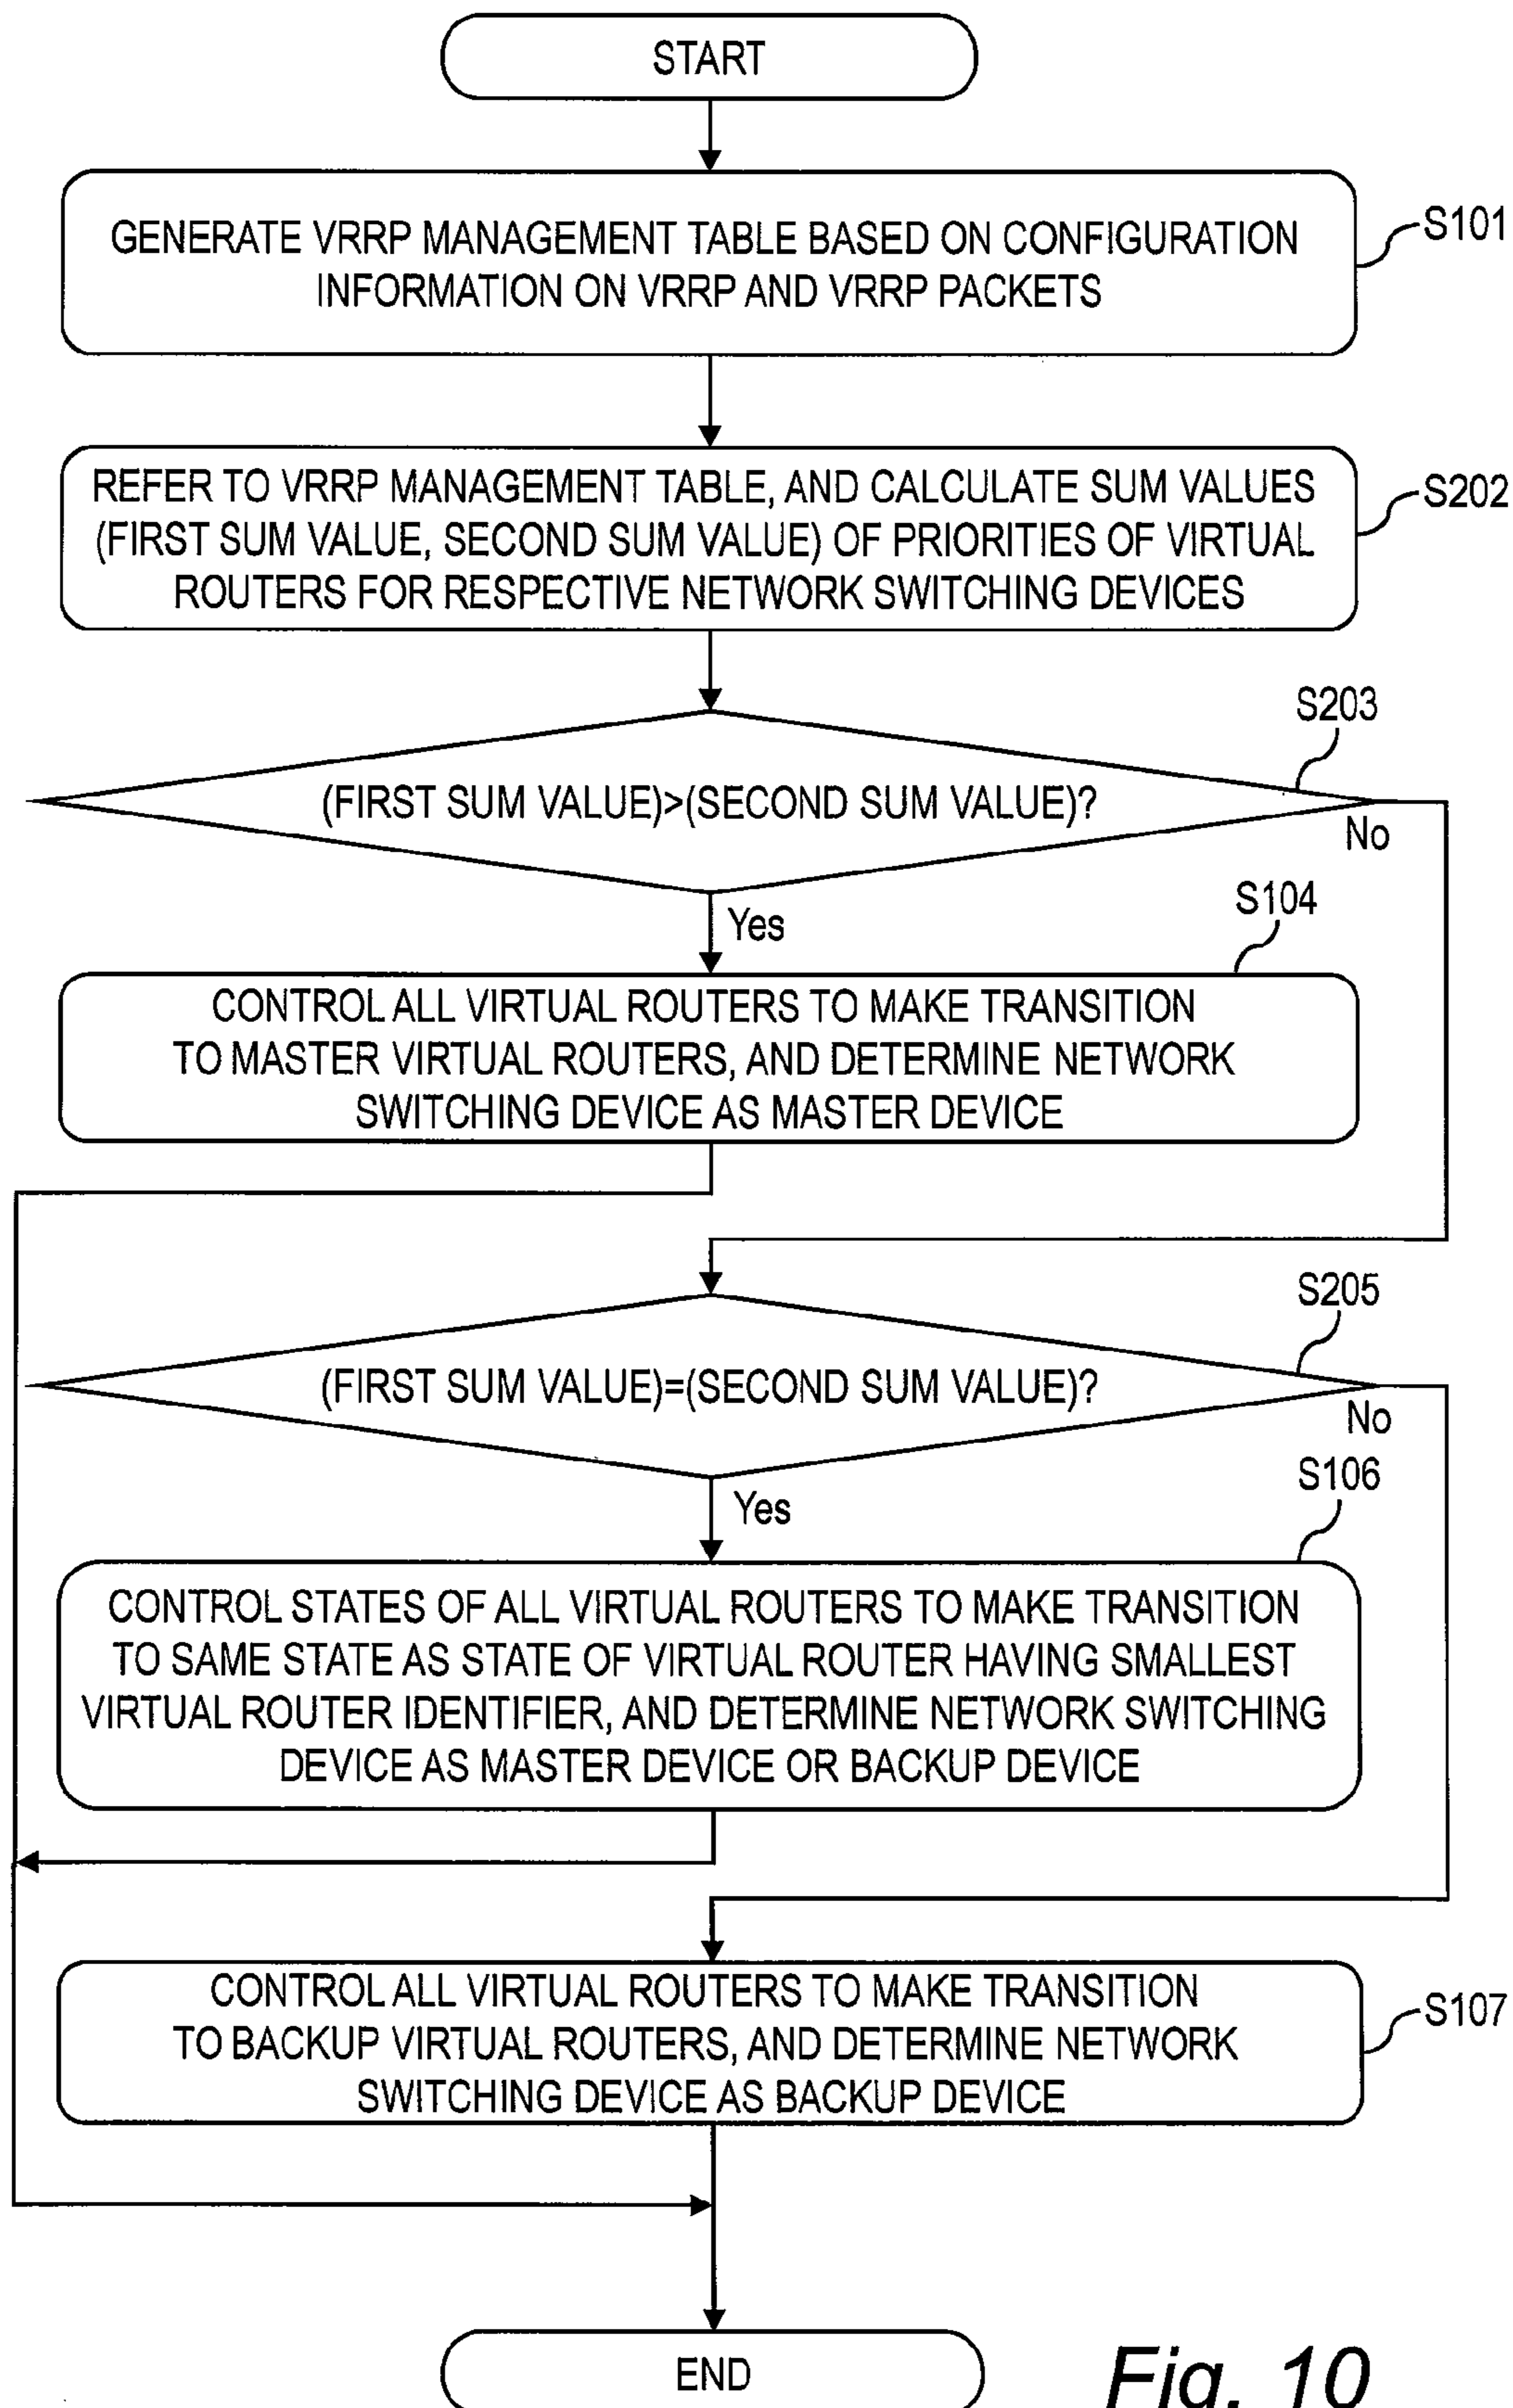 START
GENERATE VRRP MANAGEMENT TABLE BASED ON CONFIGURATION
INFORMATION ON VRRP AND VRRP PACKETS
S101
REFER TO VRRP MANAGEMENT TABLE, AND CALCULATE SUM VALUES
(FIRST SUM VALUE, SECOND SUM VALUE) OF PRIORITIES OF VIRTUAL
ROUTERS FOR RESPECTIVE NETWORK SWITCHING DEVICES
S202
S203
(FIRST SUM VALUE)>(SECOND SUM VALUE)?
No
Yes
S104
CONTROL ALL VIRTUAL ROUTERS TO MAKE TRANSITION
TO MASTER VIRTUAL ROUTERS, AND DETERMINE NETWORK
SWITCHING DEVICE AS MASTER DEVICE
S205
(FIRST SUM VALUE)=(SECOND SUM VALUE)?
No
Yes
S106
CONTROL STATES OF ALL VIRTUAL ROUTERS TO MAKE TRANSITION
TO SAME STATE AS STATE OF VIRTUAL ROUTER HAVING SMALLEST
VIRTUAL ROUTER IDENTIFIER, AND DETERMINE NETWORK SWITCHING
DEVICE AS MASTER DEVICE OR BACKUP DEVICE
CONTROL ALL VIRTUAL ROUTERS TO MAKE TRANSITION
TO BACKUP VIRTUAL ROUTERS, AND DETERMINE NETWORK
SWITCHING DEVICE AS BACKUP DEVICE
S107
END
Fig. 10